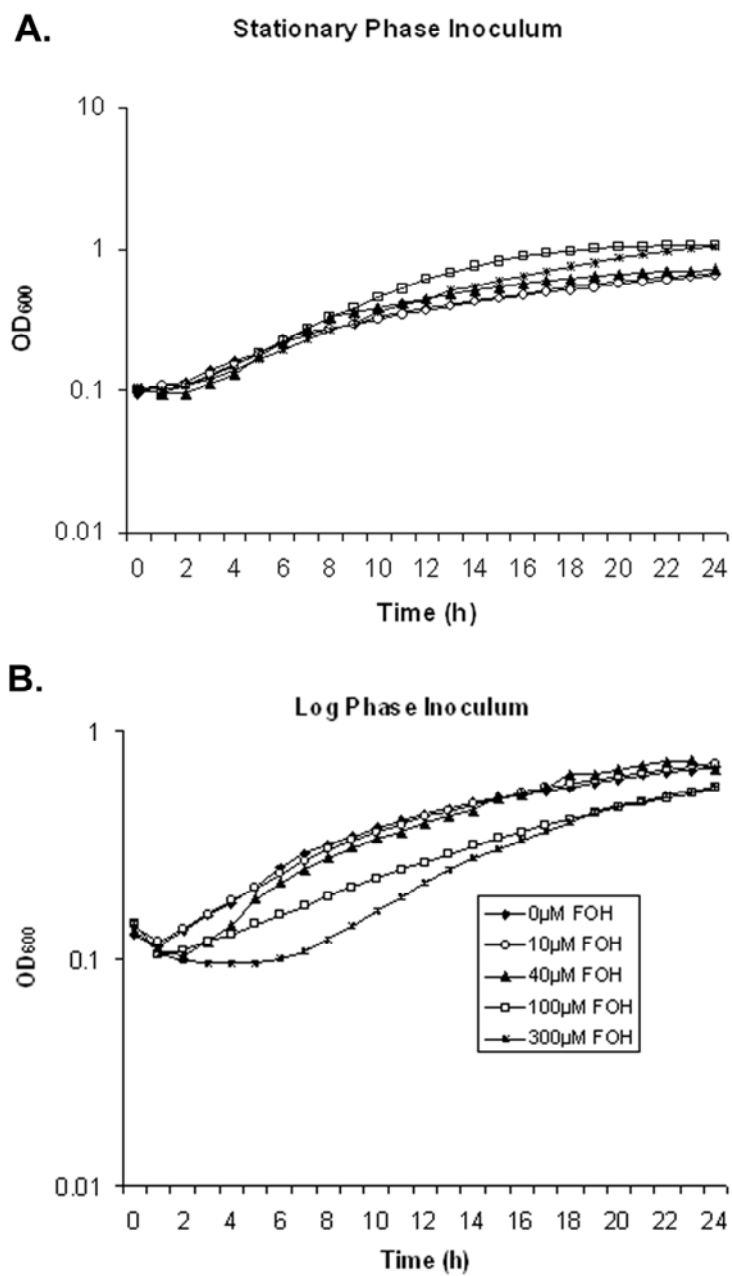 A.
Stationary Phase Inoculum
10
1
0.1
0.01
OD600
0 2 4 6 8 10 12 14 16 18 20 22 24
Time (h)
B.
Log Phase Inoculum
1
0.1
0.01
OD600
0µM FOH
10µM FOH
40µM FOH
100µM FOH
300µM FOH
0 2 4 6 8 10 12 14 16 18 20 22 24
Time (h)